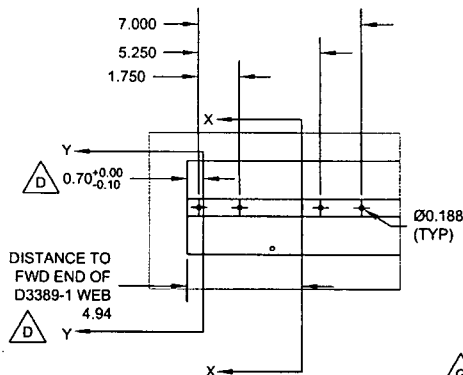 7.000
5.250
1.750
X
Y
D 0.70 +0.00 -0.10
Ø0.188
(TYP)
DISTANCE TO
FWD END OF
D3389-1 WEB
4.94
D Y
X